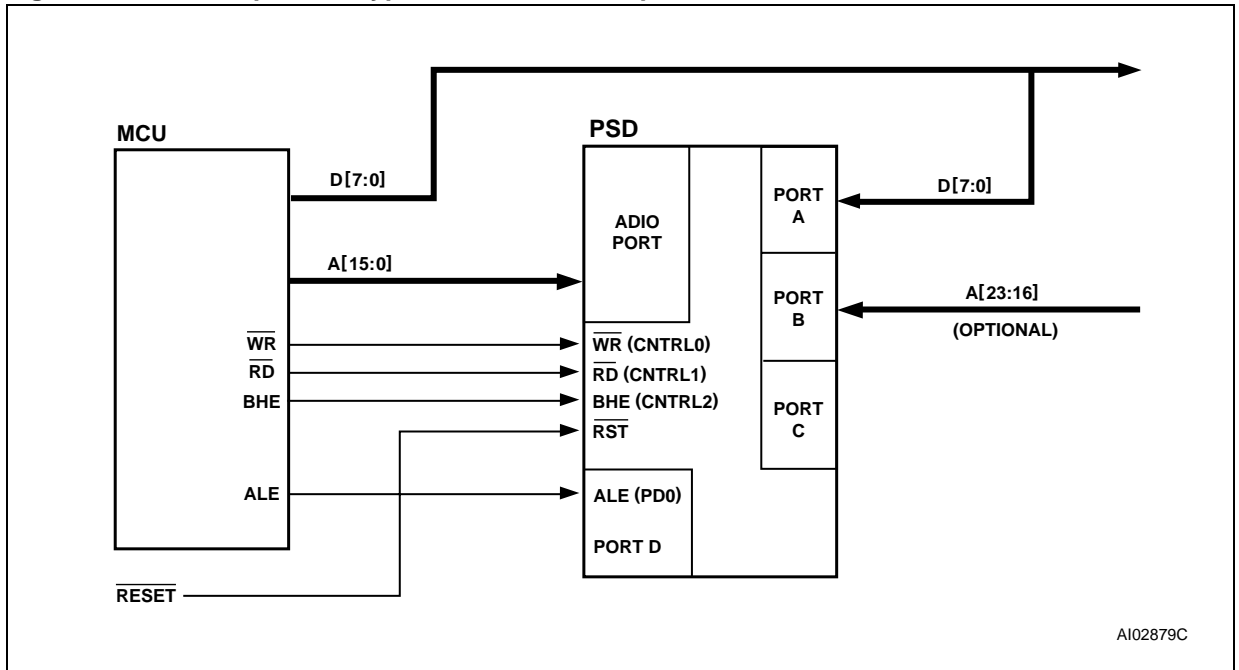 MCU
PSD
D[7:0]
D[7:0]
PORT
A
ADIO
PORT
A[15:0]
A[23:16]
PORT
B
(OPTIONAL)
WR
WR (CNTRL0)
RD
RD (CNTRL1)
BHE
BHE (CNTRL2)
PORT
C
RST
ALE
ALE (PD0)
PORT D
RESET
AI02879C